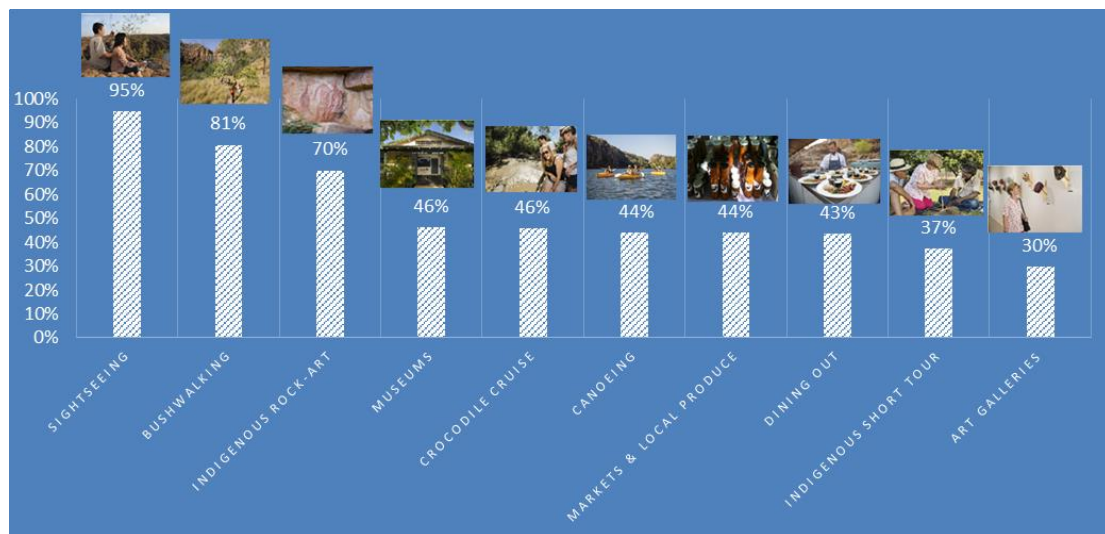 95%
81%
70%
46%
46%
44%
44%
43%
37%
30%
100%
90%
80%
70%
60%
50%
40%
30%
20%
10%
0%
SIGHTSEEING
BUSHWALKING
INDIGENOUS ROCK-ART
MUSEUMS
CROCODILE CRUISE
CANOEING
MARKETS & LOCAL PRODUCE
DINING OUT
INDIGENOUS SHORT TOUR
ART GALLERIES